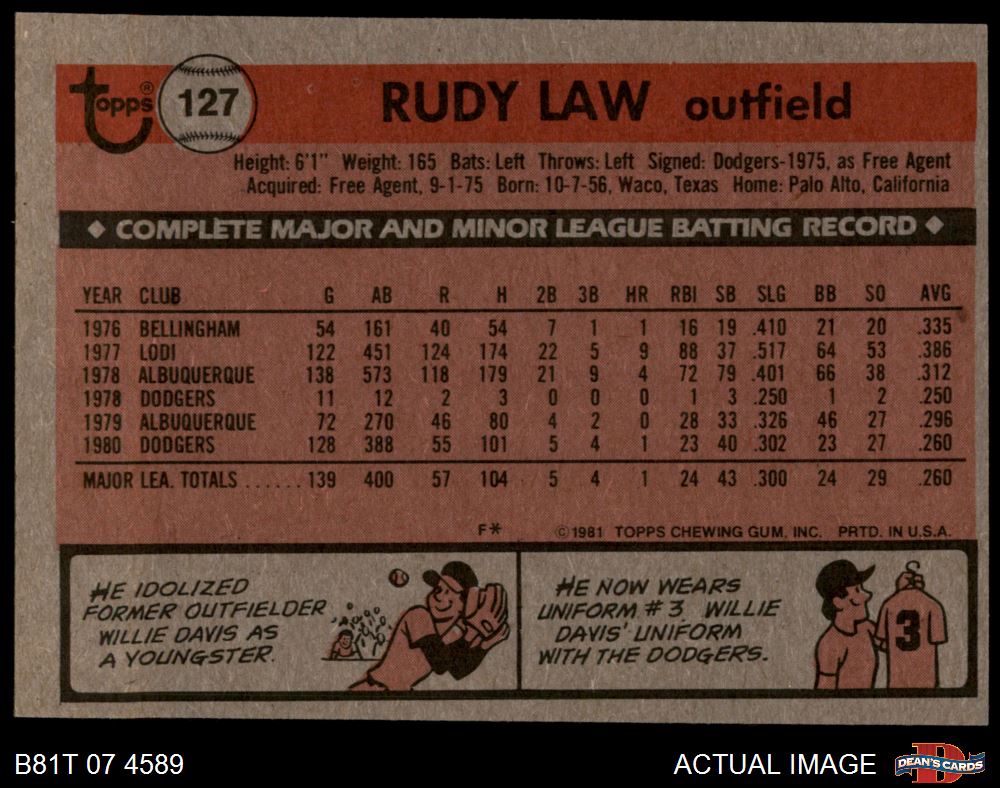 topps®
127
RUDY LAW outfield
Height: 6'1" Weight: 165 Bats: Left Throws: Left Signed: Dodgers-1975, as Free Agent
Acquired: Free Agent, 9-1-75 Born: 10-7-56, Waco, Texas Home: Palo Alto, California
◆ COMPLETE MAJOR AND MINOR LEAGUE BATTING RECORD ◆
YEAR CLUB G AB R H 2B 3B HR RBI SB SLG BB SO AVG
1976 BELLINGHAM 54 161 40 54 7 1 1 16 19 .410 21 20 .335
1977 LODI 122 451 124 174 22 5 9 88 37 .517 64 53 .386
1978 ALBUQUERQUE 138 573 118 179 21 9 4 72 79 .401 66 38 .312
1978 DODGERS 11 12 2 3 0 0 0 1 3 .250 1 2 .250
1979 ALBUQUERQUE 72 270 46 80 4 2 0 28 33 .326 46 27 .296
1980 DODGERS 128 388 55 101 5 4 1 23 40 .302 23 27 .260
MAJOR LEA. TOTALS ...... 139 400 57 104 5 4 1 24 43 .300 24 29 .260
F* ©1981 TOPPS CHEWING GUM, INC. PRTD. IN U.S.A.
HE IDOLIZED
FORMER OUTFIELDER
WILLIE DAVIS AS
A YOUNGSTER.
HE NOW WEARS
UNIFORM #3, WILLIE
DAVIS' UNIFORM
WITH THE DODGERS.
3
B81T 07 4589
ACTUAL IMAGE
D
DEAN'S CARDS